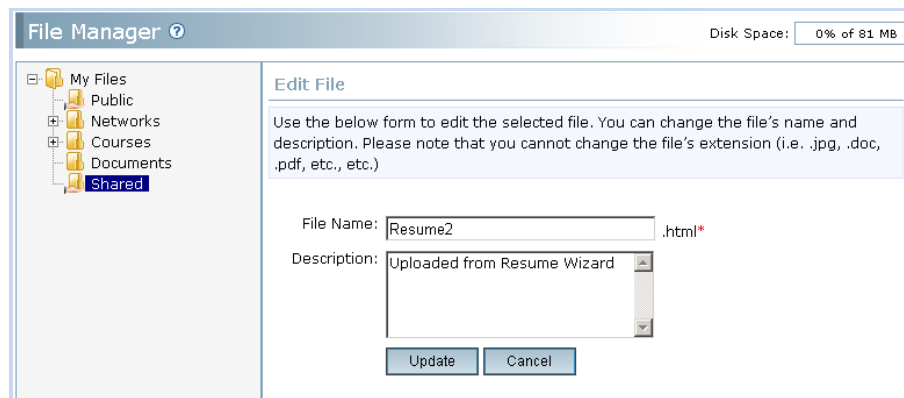 File Manager ?
Disk Space: 0% of 81 MB
My Files
Public
Networks
Courses
Documents
Shared
Edit File
Use the below form to edit the selected file. You can change the file's name and
description. Please note that you cannot change the file's extension (i.e. .jpg, .doc,
.pdf, etc., etc.)
File Name: Resume2 .html*
Description: Uploaded from Resume Wizard
Update Cancel